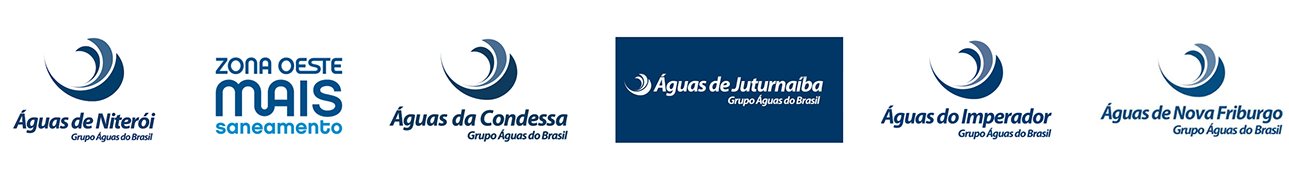 Águas de Niterói
Grupo Águas do Brasil
ZONA OESTE
MAIS
saneamento
Águas da Condessa
Grupo Águas do Brasil
Águas de Juturnaíba
Grupo Águas do Brasil
Águas do Imperador
Grupo Águas do Brasil
Águas de Nova Friburgo
Grupo Águas do Brasil